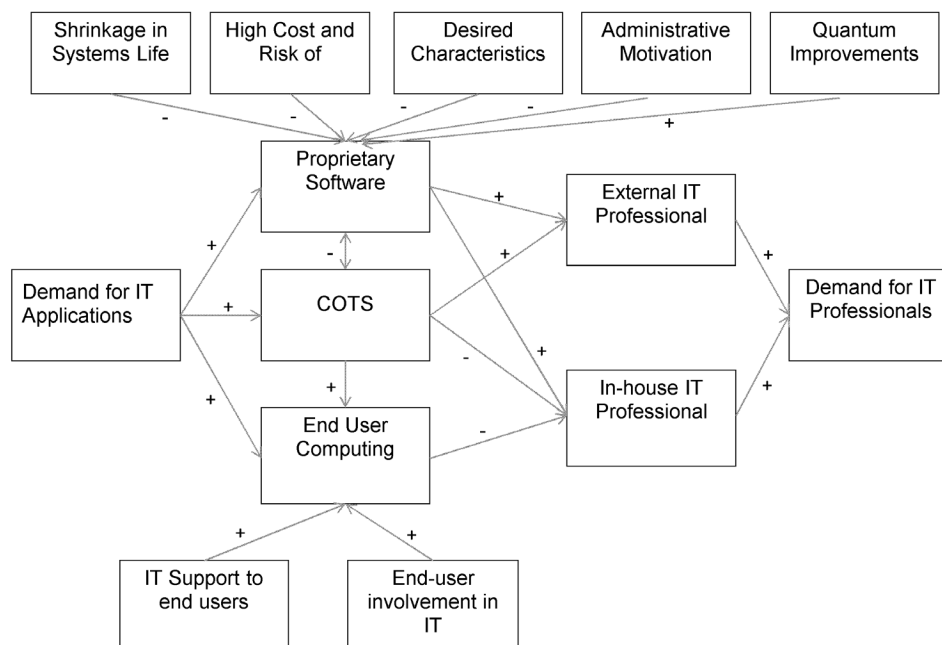 Shrinkage in
Systems Life
High Cost and
Risk of
Desired
Characteristics
Administrative
Motivation
Quantum
Improvements
-
-
-
-
+
Proprietary
Software
External IT
Professional
+
+
+
-
+
Demand for IT
Applications
+
COTS
+
Demand for IT
Professionals
+
-
+
+
+
In-house IT
Professional
End User
Computing
-
+
+
IT Support to
end users
End-user
involvement in
IT